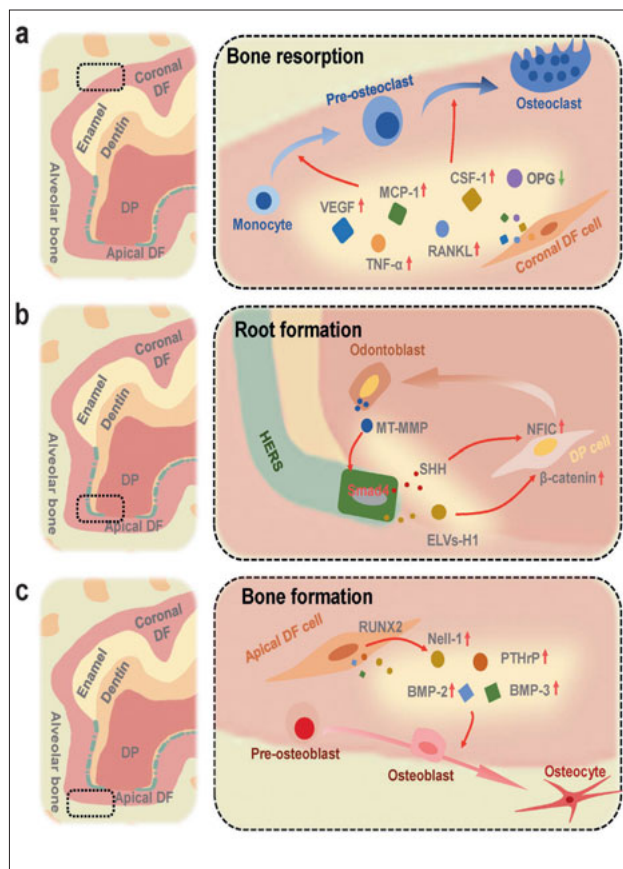 a
Coronal
DF
Enamel
Dentin
Alveolar bone
DP
Apical DF
Bone resorption
Pre-osteoclast
Osteoclast
Monocyte
VEGF↑
MCP-1↑
CSF-1↑
OPG↓
TNF-α↑
RANKL↑
Coronal DF cell
b
Coronal
DF
Enamel
Dentin
Alveolar bone
DP
Apical DF
Root formation
Odontoblast
MT-MMP
NFIC↑
DP cell
HERS
SHH
β-catenin↑
Smad4
ELVs-H1
c
Coronal
DF
Enamel
Dentin
Alveolar bone
DP
Apical DF
Bone formation
Apical DF cell
RUNX2
Nell-1↑
PTHrP↑
BMP-2↑
BMP-3↑
Pre-osteoblast
Osteoblast
Osteocyte